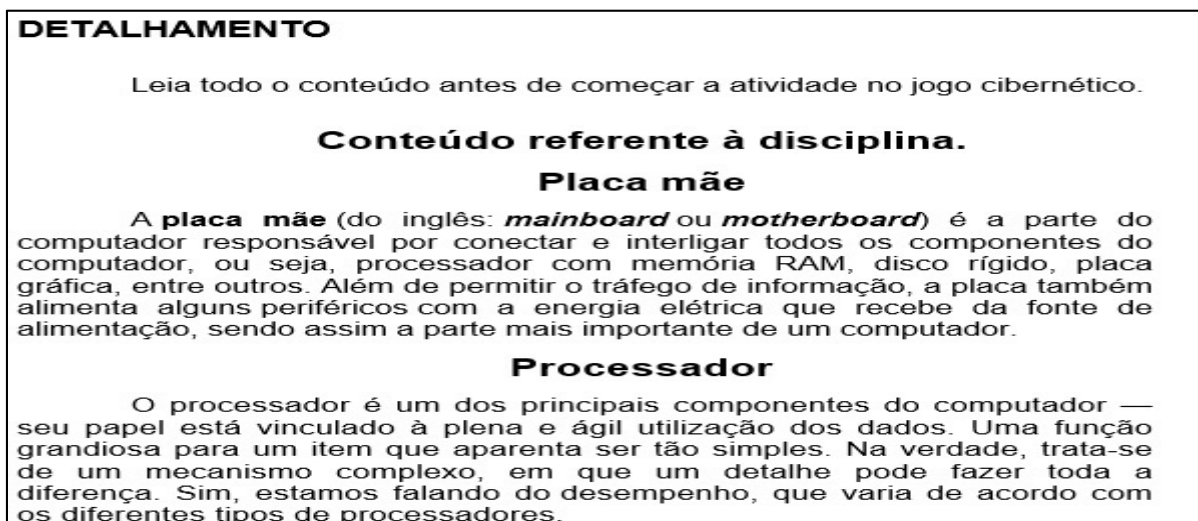 DETALHAMENTO
Leia todo o conteúdo antes de começar a atividade no jogo cibernético.
Conteúdo referente à disciplina.
Placa mãe
A placa mãe (do inglês: mainboard ou motherboard) é a parte do
computador responsável por conectar e interligar todos os componentes do
computador, ou seja, processador com memória RAM, disco rígido, placa
gráfica, entre outros. Além de permitir o tráfego de informação, a placa também
alimenta alguns periféricos com a energia elétrica que recebe da fonte de
alimentação, sendo assim a parte mais importante de um computador.
Processador
O processador é um dos principais componentes do computador —
seu papel está vinculado à plena e ágil utilização dos dados. Uma função
grandiosa para um item que aparenta ser tão simples. Na verdade, trata-se
de um mecanismo complexo, em que um detalhe pode fazer toda a
diferença. Sim, estamos falando do desempenho, que varia de acordo com
os diferentes tipos de processadores.